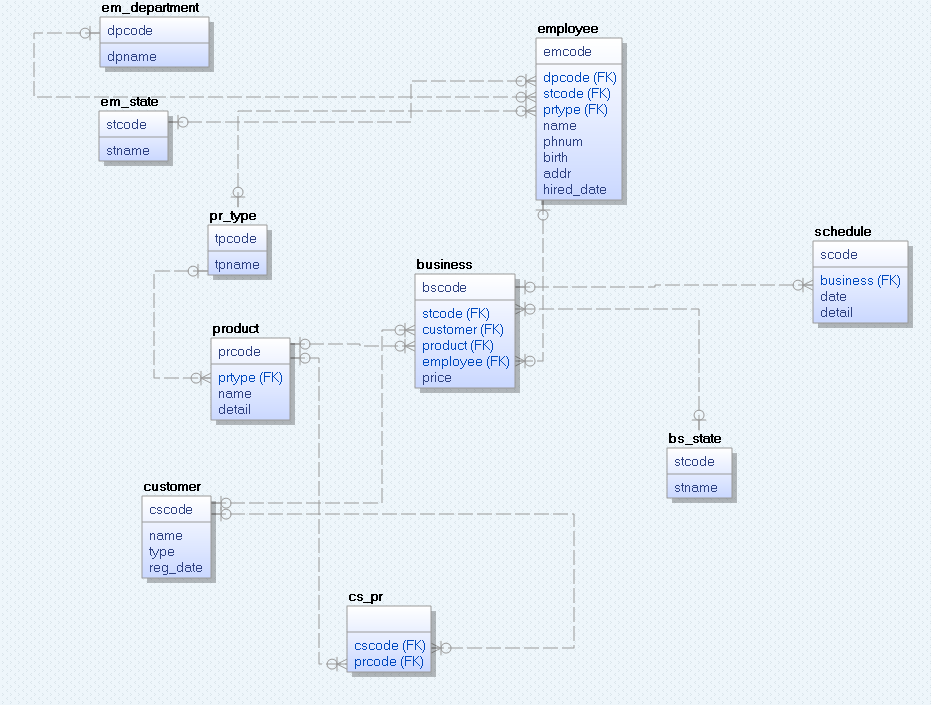 em_department
dpcode
dpname
employee
emcode
dpcode (FK)
stcode (FK)
prtype (FK)
name
phnum
birth
addr
hired_date
em_state
stcode
stname
pr_type
tpcode
tpname
schedule
scode
business (FK)
date
detail
business
bscode
stcode (FK)
customer (FK)
product (FK)
employee (FK)
price
product
prcode
prtype (FK)
name
detail
bs_state
stcode
stname
customer
cscode
name
type
reg_date
cs_pr
cscode (FK)
prcode (FK)